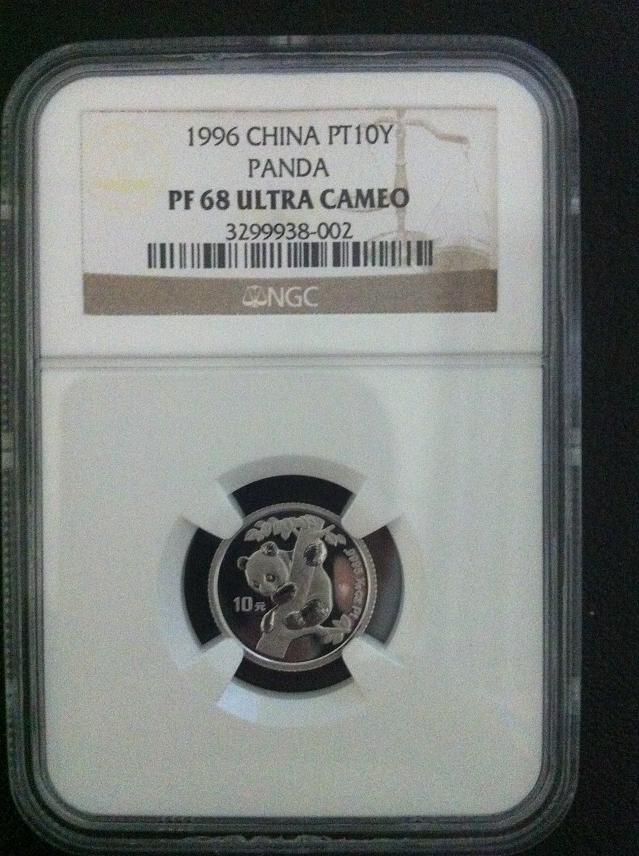 1996 CHINA PT10Y
PANDA
PF 68 ULTRA CAMEO
3299938-002
NGC
10元